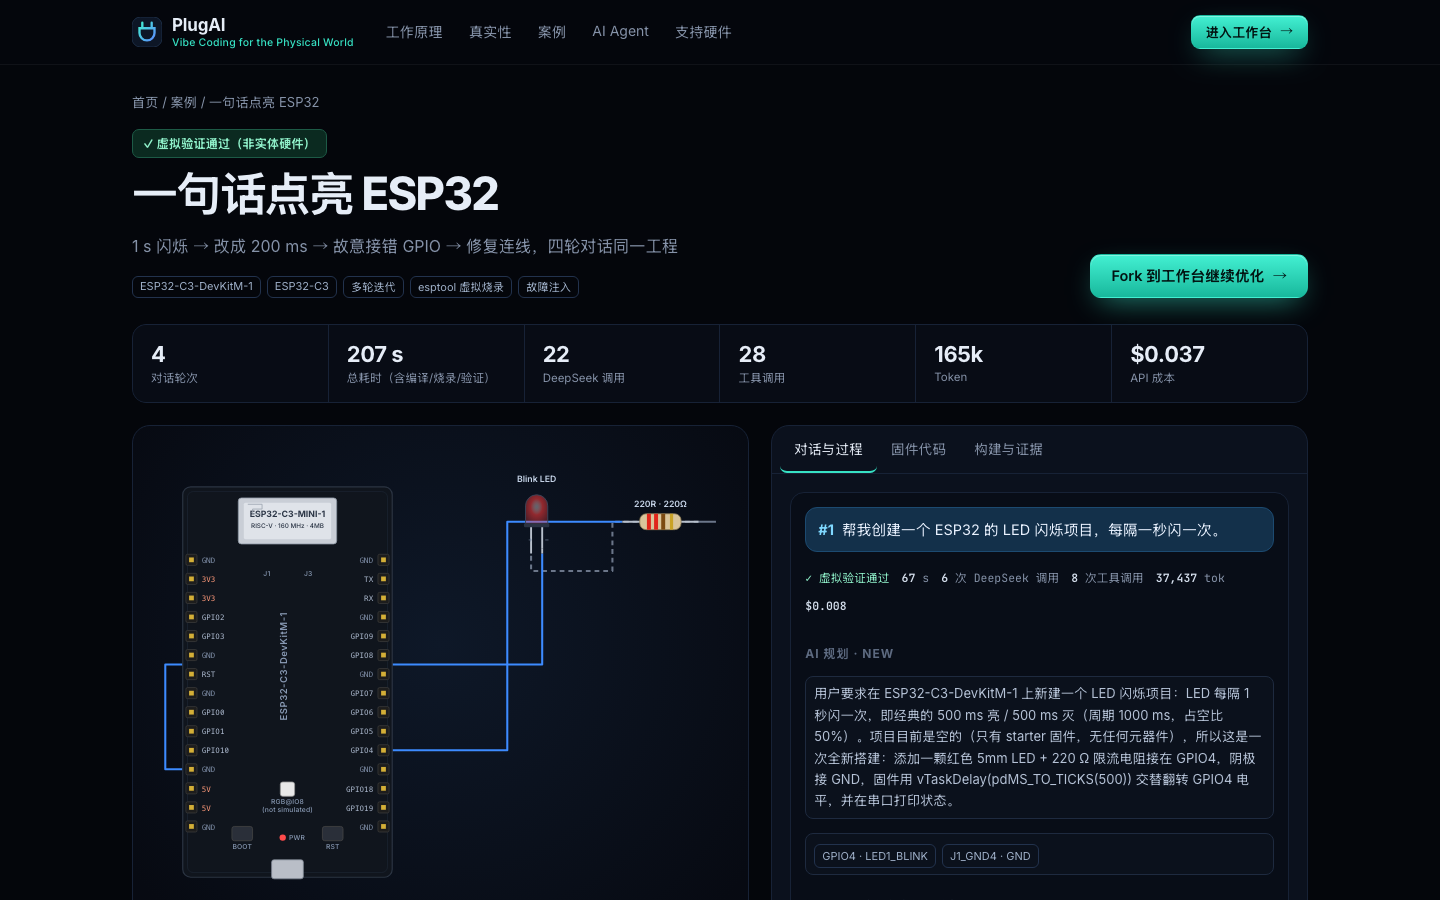 PlugAI
Vibe Coding for the Physical World
工作原理 真实性 案例 AI Agent 支持硬件
进入工作台 →
首页 / 案例 / 一句话点亮 ESP32
✓ 虚拟验证通过（非实体硬件）
一句话点亮 ESP32
1 s 闪烁 → 改成 200 ms → 故意接错 GPIO → 修复连线，四轮对话同一工程
ESP32-C3-DevKitM-1 ESP32-C3 多轮迭代 esptool 虚拟烧录 故障注入
Fork 到工作台继续优化 →
4
对话轮次
207 s
总耗时（含编译/烧录/验证）
22
DeepSeek 调用
28
工具调用
165k
Token
$0.037
API 成本
Blink LED
220R · 220Ω
ESP32-C3-MINI-1
RISC-V · 160 MHz · 4MB
J1 J3
ESP32-C3-DevKitM-1
GND
3V3
3V3
GPIO2
GPIO3
GND
RST
GND
GPIO0
GPIO1
GPIO10
GND
5V
5V
GND
GND
TX
RX
GND
GPIO9
GPIO8
GND
GPIO7
GPIO6
GPIO5
GPIO4
GND
GPIO18
GPIO19
GND
RGB@IO8
(not simulated)
PWR
BOOT
RST
对话与过程 固件代码 构建与证据
#1 帮我创建一个 ESP32 的 LED 闪烁项目，每隔一秒闪一次。
✓ 虚拟验证通过 67 s 6 次 DeepSeek 调用 8 次工具调用 37,437 tok
$0.008
AI 规划 · NEW
用户要求在 ESP32-C3-DevKitM-1 上新建一个 LED 闪烁项目：LED 每隔 1
秒闪一次，即经典的 500 ms 亮 / 500 ms 灭（周期 1000 ms，占空比
50%）。项目目前是空的（只有 starter 固件，无任何元器件），所以这是一
次全新搭建：添加一颗红色 5mm LED + 220 Ω 限流电阻接在 GPIO4，阴极
接 GND，固件用 vTaskDelay(pdMS_TO_TICKS(500)) 交替翻转 GPIO4 电
平，并在串口打印状态。
GPIO4 · LED1_BLINK J1_GND4 · GND